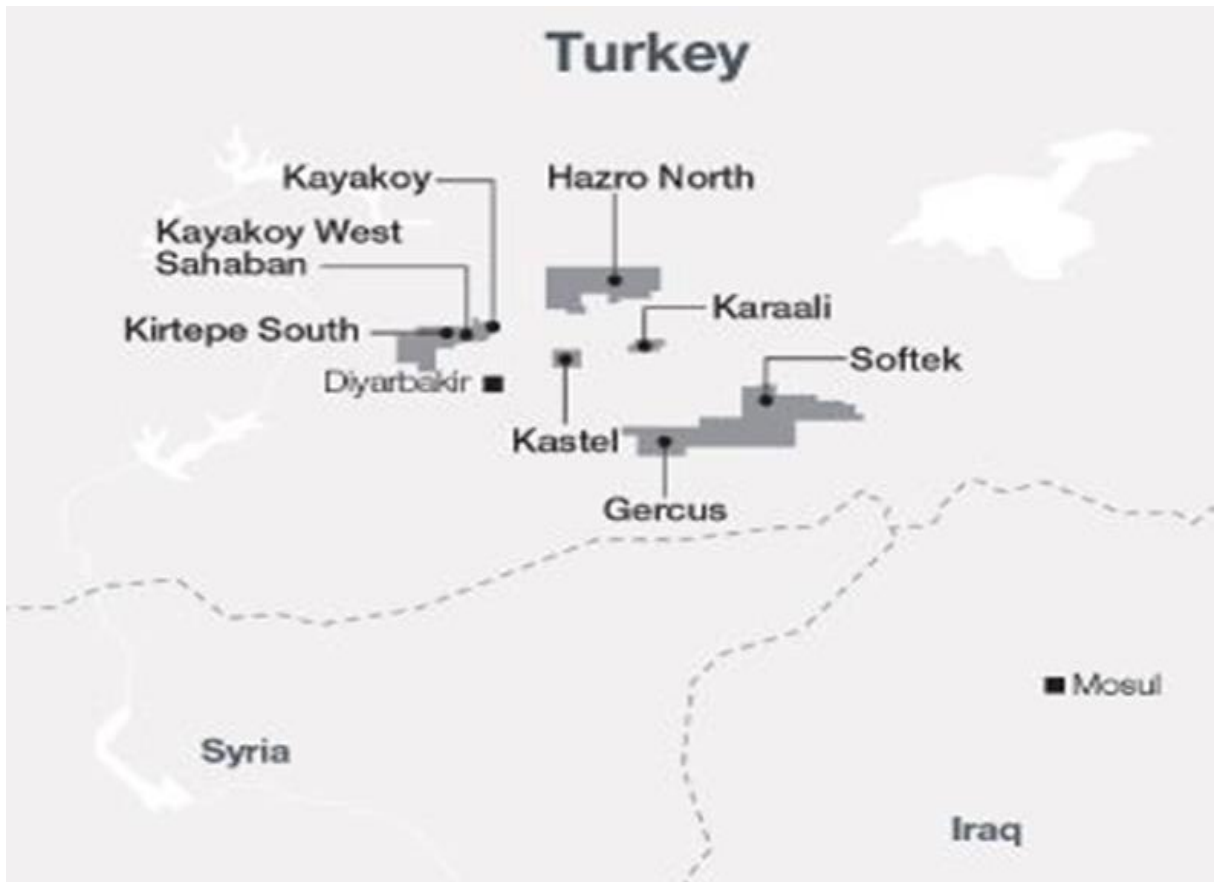 Turkey
Kayakoy
Hazro North
Kayakoy West
Sahaban
Karaali
Kirtepe South
Softek
Diyarbakir
Kastel
Gercus
Mosul
Syria
Iraq